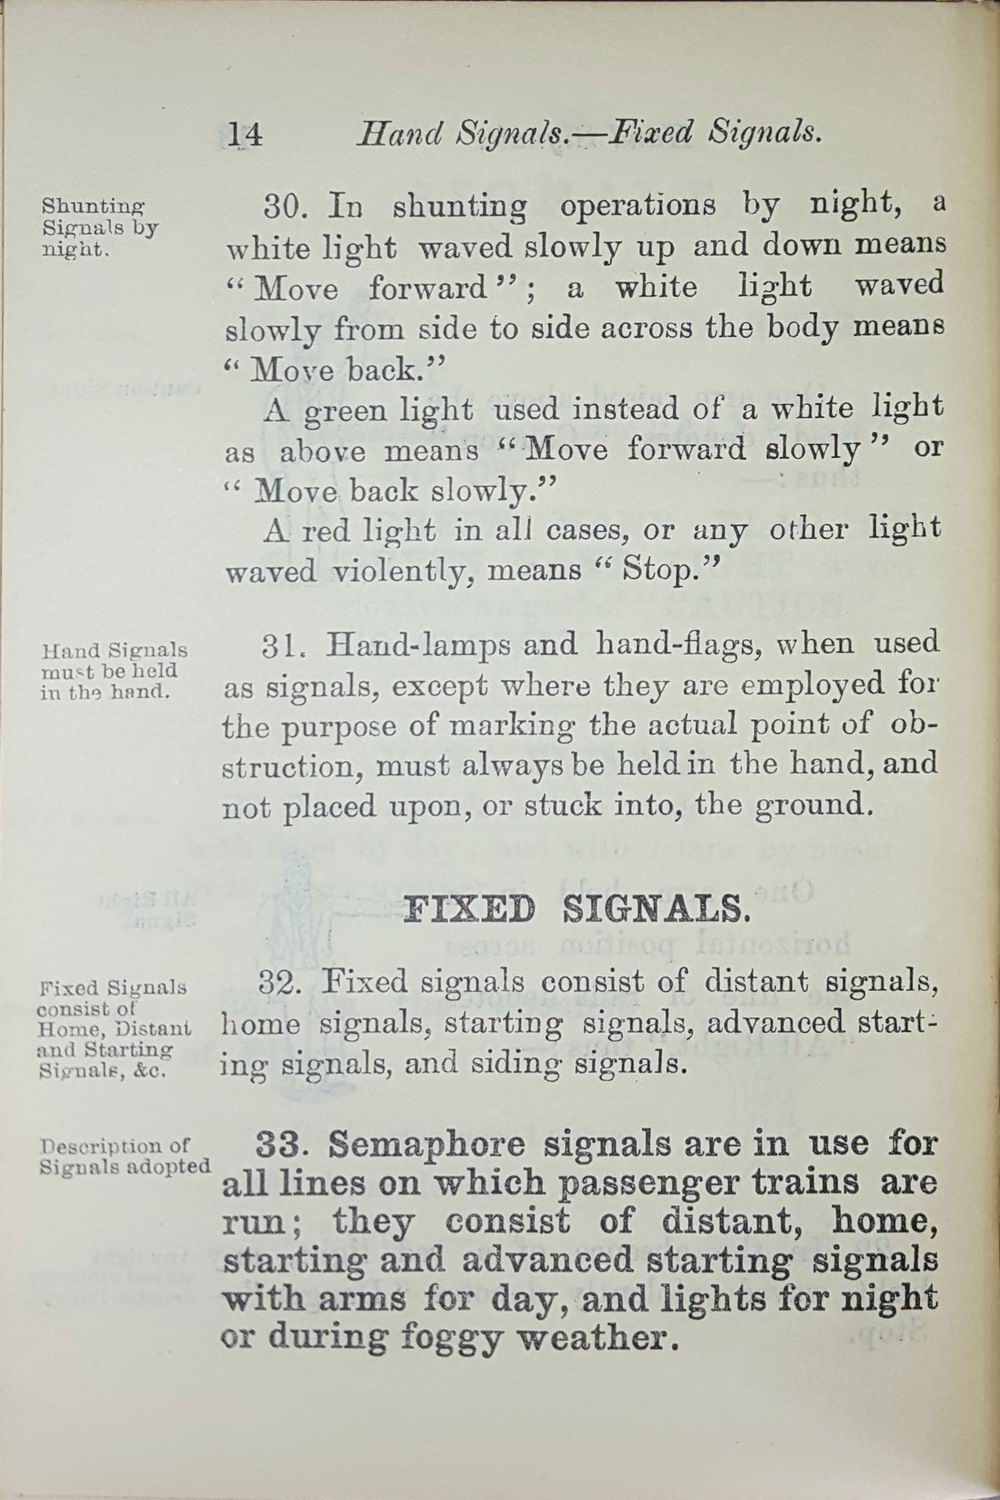 14 Hand Signals.—Fixed Signals.
Shunting
Signals by
night.
30. In shunting operations by night, a
white light waved slowly up and down means
“ Move forward ” ; a white light waved
slowly from side to side across the body means
“ Move back.”
A green light used instead of a white light
as above means “ Move forward slowly ” or
“ Move back slowly.”
A red light in all cases, or any other light
waved violently, means “ Stop.”
Hand Signals
must be held
in the hand.
31. Hand-lamps and hand-flags, when used
as signals, except where they are employed for
the purpose of marking the actual point of ob-
struction, must always be held in the hand, and
not placed upon, or stuck into, the ground.
FIXED SIGNALS.
Fixed Signals
consist of
Home, Distant
and Starting
Signals, &c.
32. Fixed signals consist of distant signals,
home signals, starting signals, advanced start-
ing signals, and siding signals.
Description of
Signals adopted
33. Semaphore signals are in use for
all lines on which passenger trains are
run; they consist of distant, home,
starting and advanced starting signals
with arms for day, and lights for night
or during foggy weather.